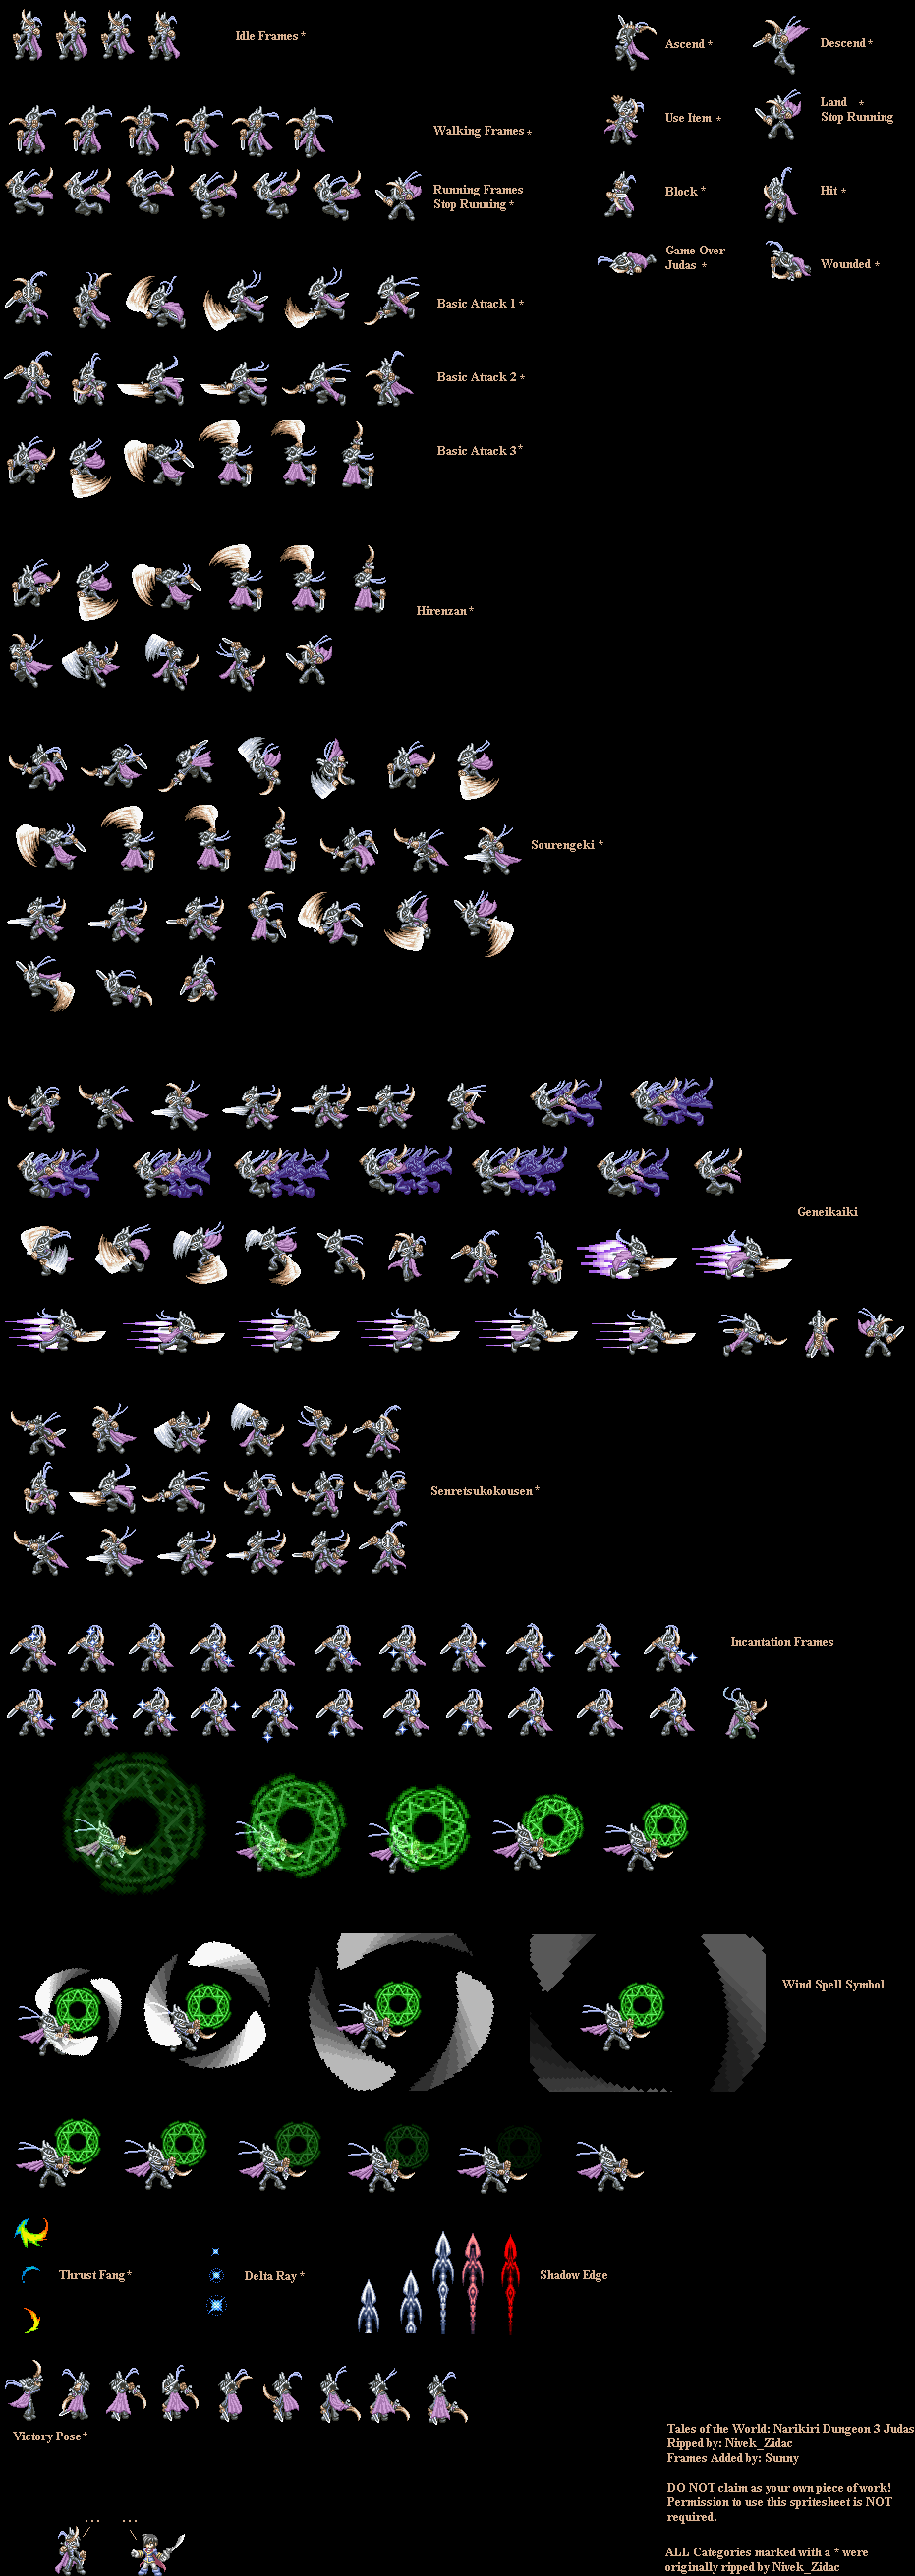 Idle Frames *
Ascend *
Descend *
Use Item *
Land *
Stop Running
Walking Frames *
Running Frames
Stop Running *
Block *
Hit *
Game Over
Judas *
Wounded *
Basic Attack 1 *
Basic Attack 2 *
Basic Attack 3 *
Hirenzan *
Sourengeki *
Geneikaiki
Senretsukokousen *
Incantation Frames
Wind Spell Symbol
Thrust Fang *
Delta Ray *
Shadow Edge
Victory Pose *
Tales of the World: Narikiri Dungeon 3 Judas
Ripped by: Nivek_Zidac
Frames Added by: Sunny
DO NOT claim as your own piece of work!
Permission to use this spritesheet is NOT
required.
... ...
ALL Categories marked with a * were
originally ripped by Nivek_Zidac